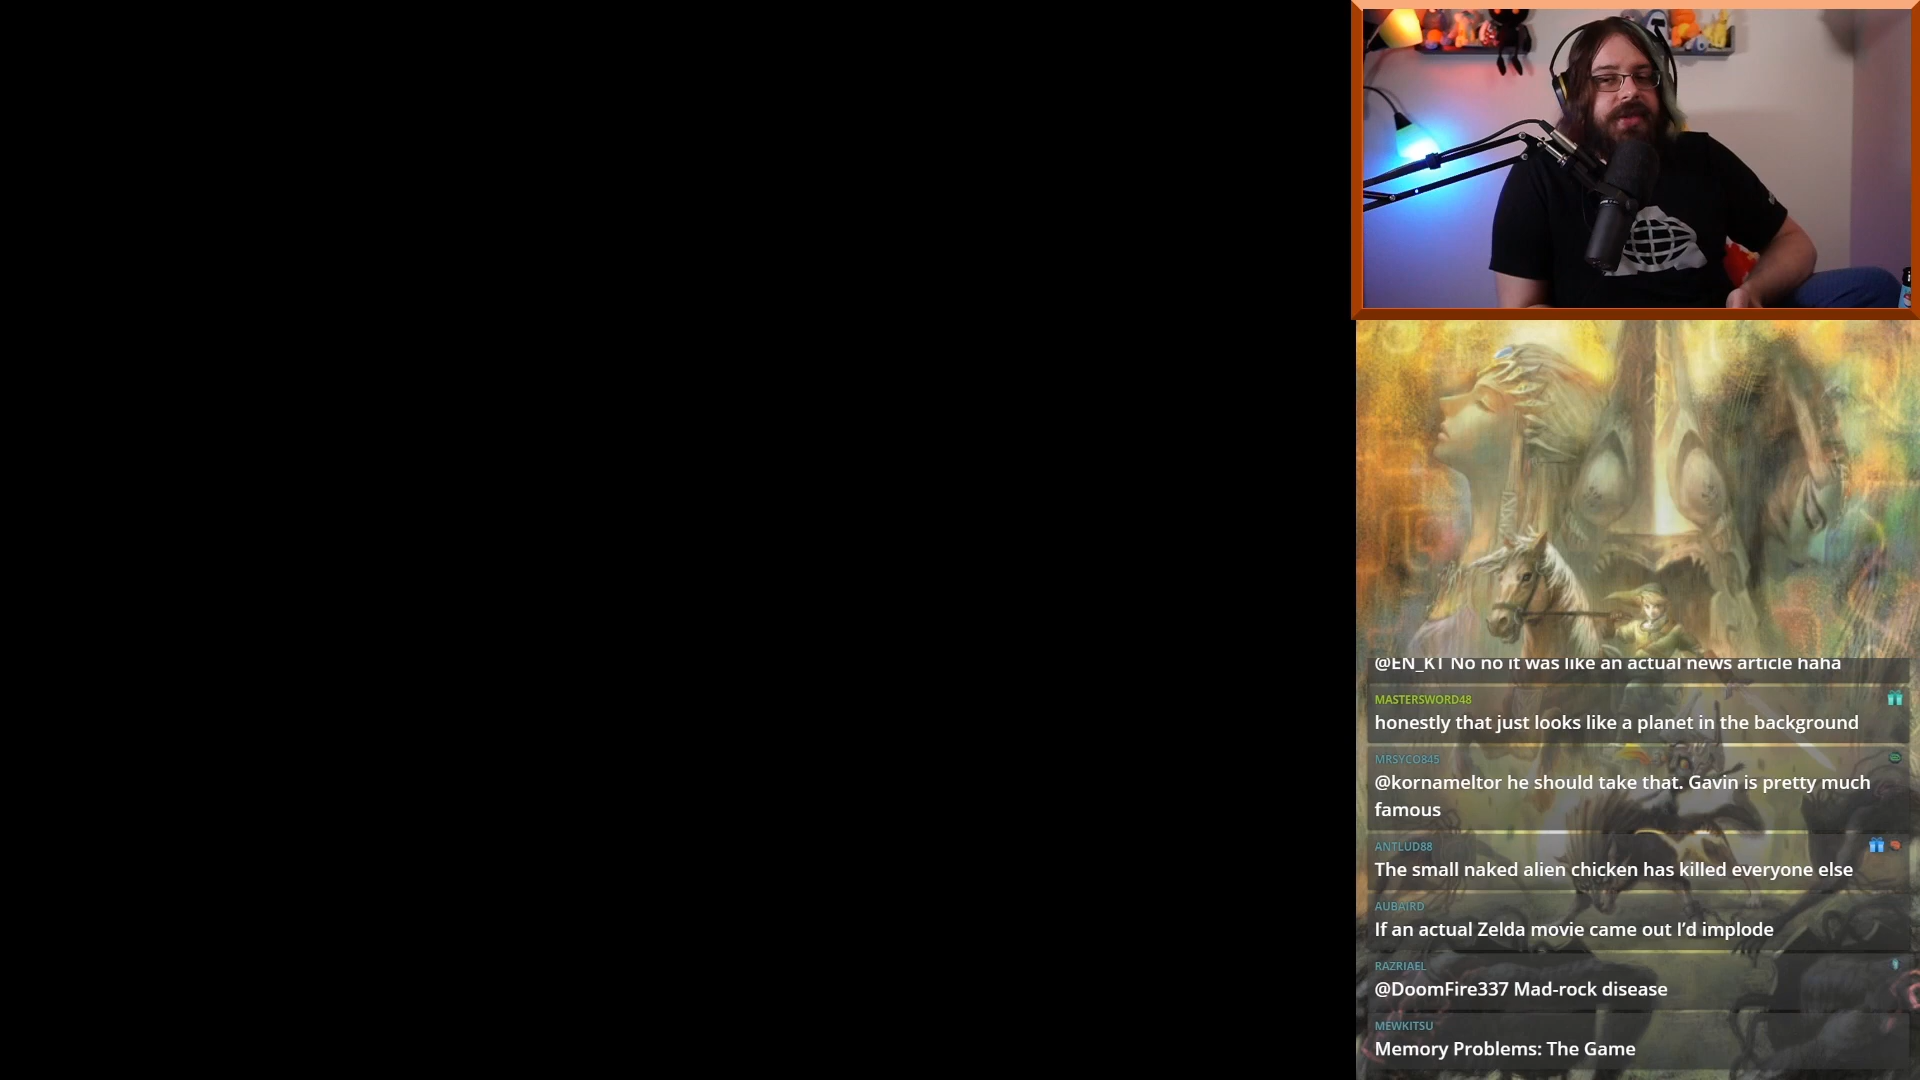 @EN_KT No no it was like an actual news article haha
MASTERSWORD48
honestly that just looks like a planet in the background
MRSYCO845
@kornameltor he should take that. Gavin is pretty much
famous
ANTLUD88
The small naked alien chicken has killed everyone else
AUBAIRD
If an actual Zelda movie came out I’d implode
RAZRIAEL
@DoomFire337 Mad-rock disease
MEWKITSU
Memory Problems: The Game